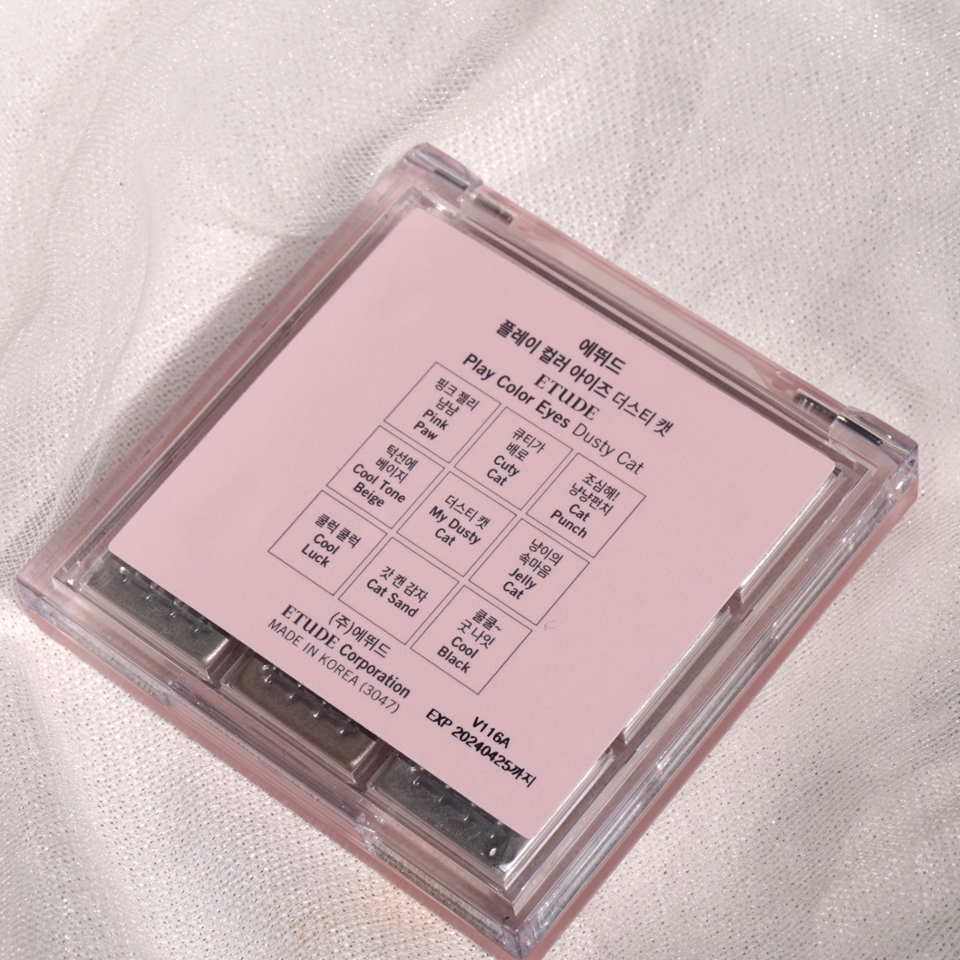 에뛰드
플레이 컬러 아이즈 더스티 캣
ETUDE
Play Color Eyes Dusty Cat
핑크 젤리
냠냠
Pink
Paw
큐티가
배로
Cuty
Cat
조심해!
냥냥펀치
Cat
Punch
턱선에
베이지
Cool Tone
Beige
더스티 캣
My Dusty
Cat
냥이의
속마음
Jelly
Cat
쿨럭 쿨럭
Cool
Luck
갓 캔 감자
Cat Sand
쿨쿨~
굿 나잇
Cool
Black
(주)에뛰드
ETUDE Corporation
MADE IN KOREA (3047)
V116A
EXP 20240425까지